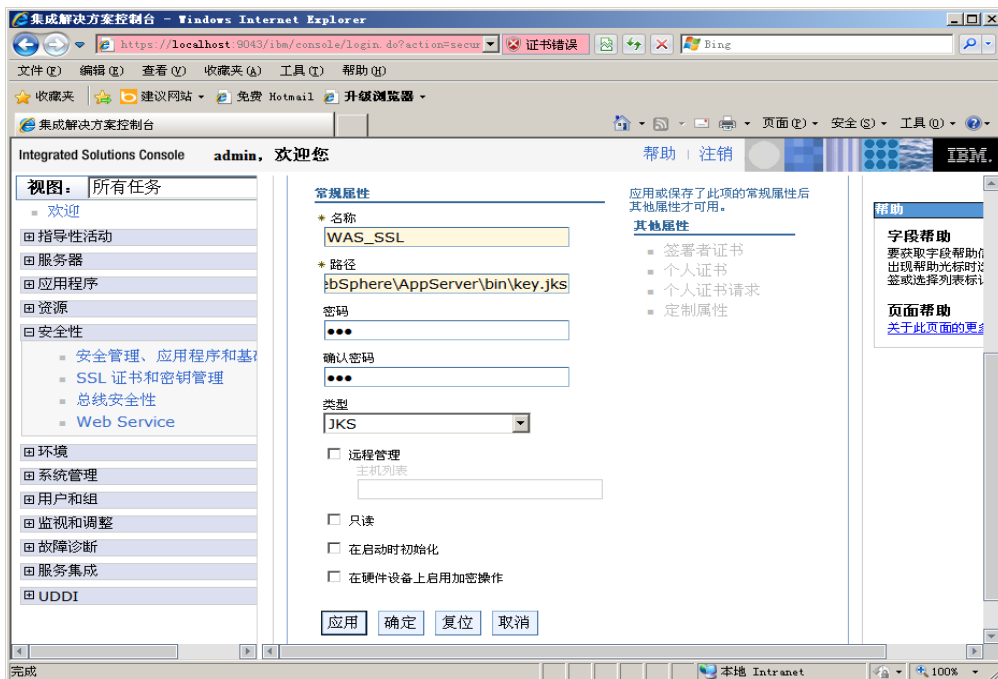 集成解决方案控制台 - Windows Internet Explorer
https://localhost:9043/ibm/console/login.do?action=secur
证书错误
Bing
文件(F) 编辑(E) 查看(V) 收藏夹(A) 工具(T) 帮助(H)
收藏夹 建议网站 免费 Hotmail 升级浏览器
集成解决方案控制台
页面(P) 安全(S) 工具(O)
Integrated Solutions Console admin, 欢迎您
帮助 | 注销
IBM.
视图: 所有任务
欢迎
指导性活动
服务器
应用程序
资源
安全性
安全管理、应用程序和基
SSL 证书和密钥管理
总线安全性
Web Service
环境
系统管理
用户和组
监视和调整
故障诊断
服务集成
UDDI
常规属性
* 名称
WAS_SSL
* 路径
ebSphere\AppServer\bin\key.jks
密码
●●●
确认密码
●●●
类型
JKS
远程管理
主机列表
只读
在启动时初始化
在硬件设备上启用加密操作
应用 确定 复位 取消
应用或保存了此项的常规属性后
其他属性才可用。
其他属性
签署者证书
个人证书
个人证书请求
定制属性
帮助
字段帮助
要获取字段帮助信
出现帮助光标时选
签或选择列表标
页面帮助
关于此页面的更多
完成
本地 Intranet
100%